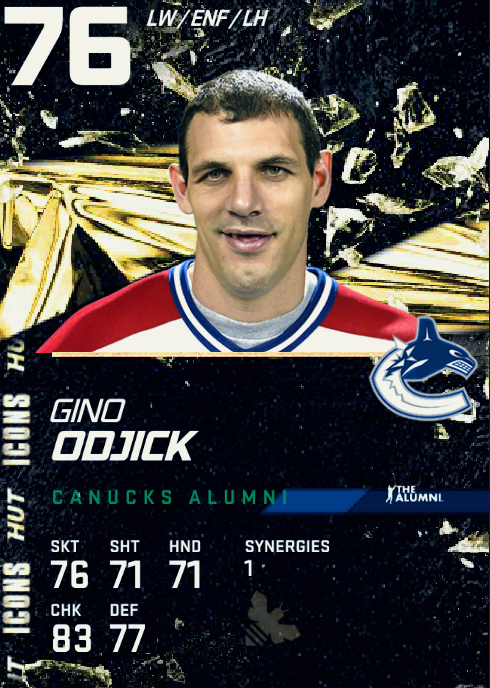 76
LW / ENF / LH
GINO
ODJICK
CANUCKS ALUMNI
THE
ALUMNI.
SKT SHT HND SYNERGIES
76 71 71 1
CHK DEF
83 77
HUT
ICONS
HUT
ICONS